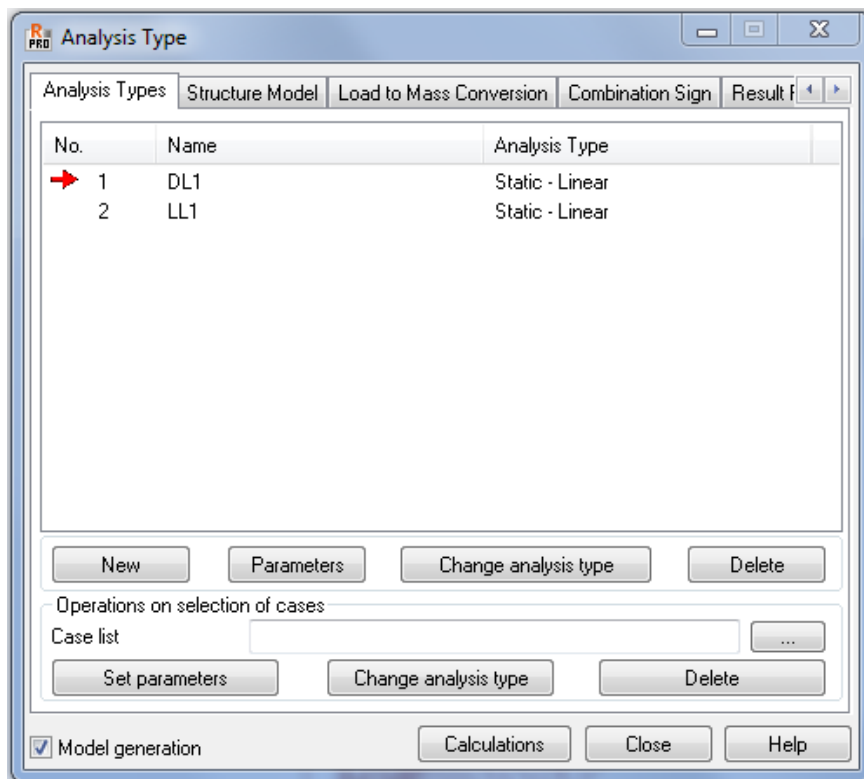 R PRO Analysis Type
Analysis Types Structure Model Load to Mass Conversion Combination Sign Result
No. Name Analysis Type
1 DL1 Static - Linear
2 LL1 Static - Linear
New Parameters Change analysis type Delete
Operations on selection of cases
Case list ...
Set parameters Change analysis type Delete
Model generation Calculations Close Help